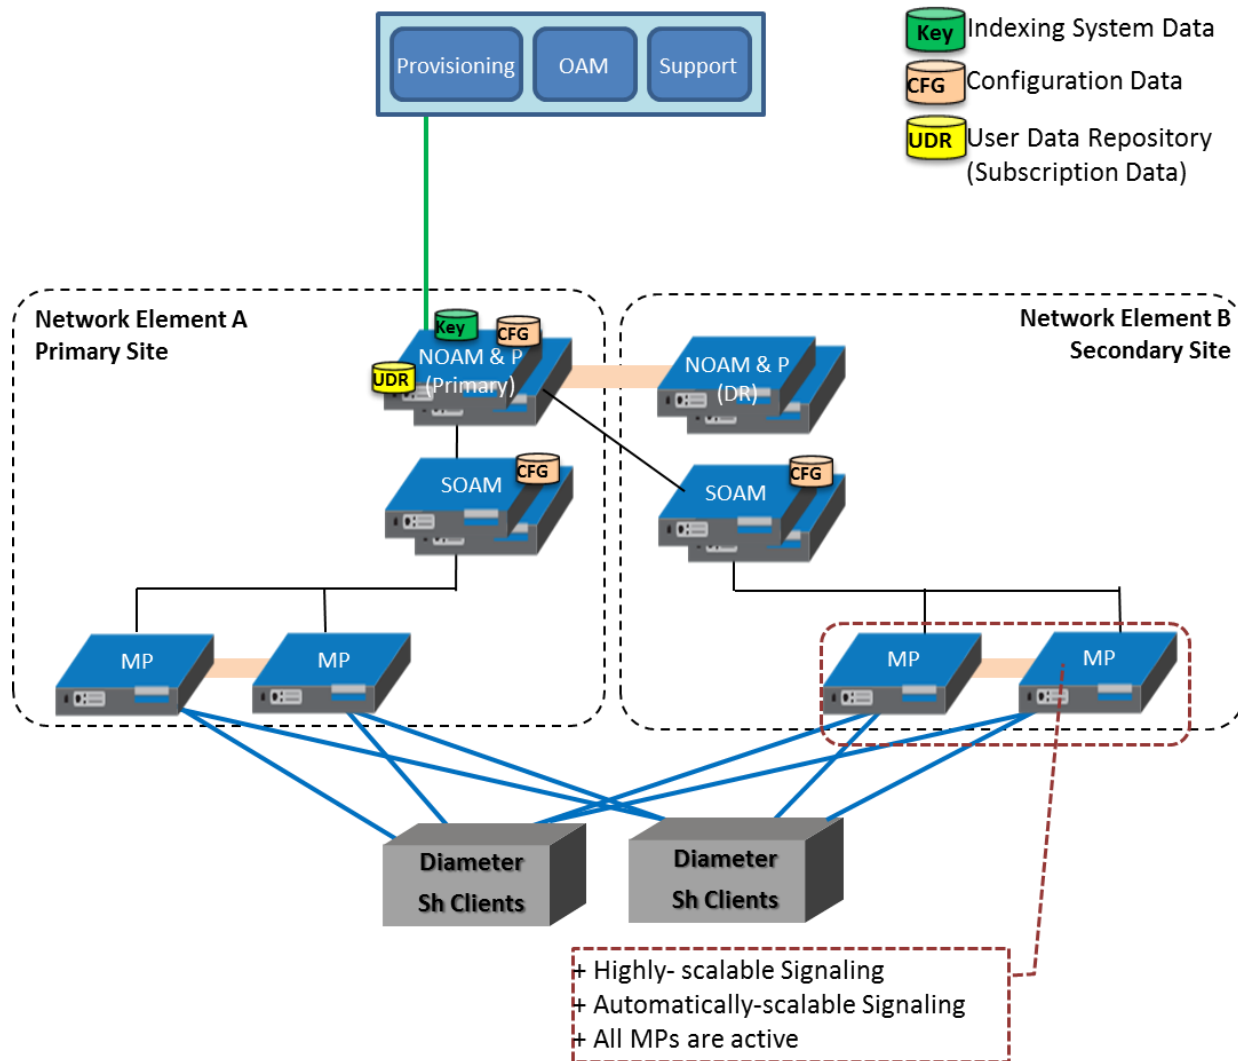 Provisioning
OAM
Support
Key Indexing System Data
CFG Configuration Data
UDR User Data Repository
(Subscription Data)
Network Element A
Primary Site
Network Element B
Secondary Site
Key
CFG
UDR
NOAM & P
(Primary)
NOAM & P
(DR)
CFG
SOAM
CFG
SOAM
MP
MP
MP
MP
Diameter
Sh Clients
Diameter
Sh Clients
+ Highly- scalable Signaling
+ Automatically-scalable Signaling
+ All MPs are active